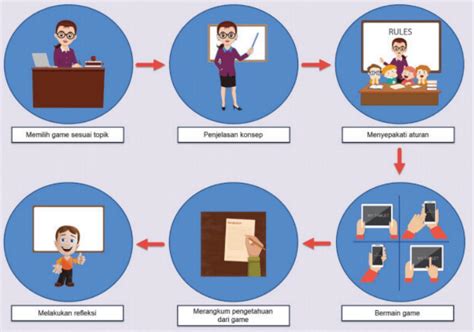 RULES
Memilih game sesuai topik
Penjelasan konsep
Menyepakati aturan
Melakukan refleksi
Merangkum pengetahuan
dari game
Bermain game